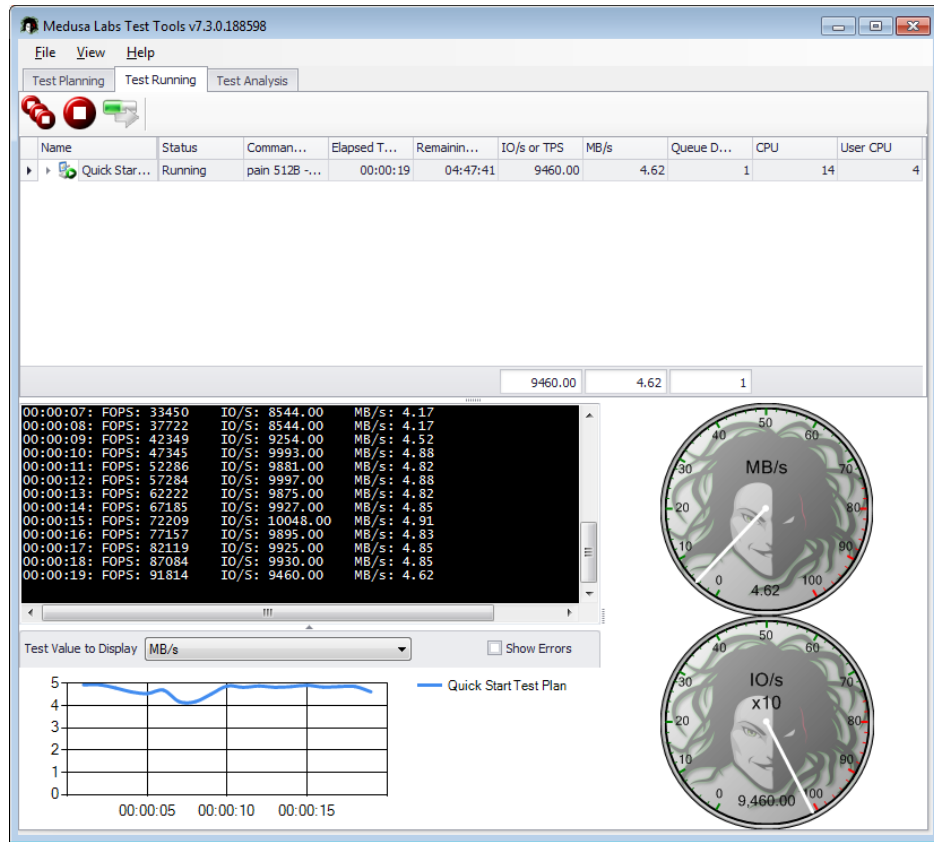 Medusa Labs Test Tools v7.3.0.188598
File View Help
Test Planning Test Running Test Analysis
Name Status Comman... Elapsed T... Remainin... IO/s or TPS MB/s Queue D... CPU User CPU
Quick Star... Running pain 512B -... 00:00:19 04:47:41 9460.00 4.62 1 14 4
9460.00 4.62 1
00:00:07: FOPS: 33450 IO/S: 8544.00 MB/s: 4.17
00:00:08: FOPS: 37722 IO/S: 8544.00 MB/s: 4.17
00:00:09: FOPS: 42349 IO/S: 9254.00 MB/s: 4.52
00:00:10: FOPS: 47345 IO/S: 9993.00 MB/s: 4.88
00:00:11: FOPS: 52286 IO/S: 9881.00 MB/s: 4.82
00:00:12: FOPS: 57284 IO/S: 9997.00 MB/s: 4.88
00:00:13: FOPS: 62222 IO/S: 9875.00 MB/s: 4.82
00:00:14: FOPS: 67185 IO/S: 9927.00 MB/s: 4.85
00:00:15: FOPS: 72209 IO/S: 10048.00 MB/s: 4.91
00:00:16: FOPS: 77157 IO/S: 9895.00 MB/s: 4.83
00:00:17: FOPS: 82119 IO/S: 9925.00 MB/s: 4.85
00:00:18: FOPS: 87084 IO/S: 9930.00 MB/s: 4.85
00:00:19: FOPS: 91814 IO/S: 9460.00 MB/s: 4.62
0 10 20 30 40 50 60 70 80 90 100
MB/s
4.62
Test Value to Display MB/s Show Errors
5
4
3
2
1
0
00:00:05 00:00:10 00:00:15
Quick Start Test Plan
0 10 20 30 40 50 60 70 80 90 100
IO/s
x10
9,460.00